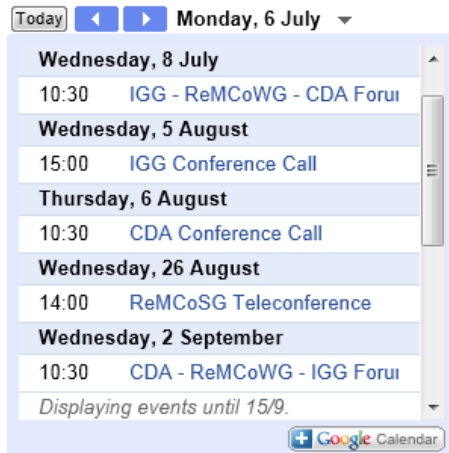 Today Monday, 6 July
Wednesday, 8 July
10:30 IGG - ReMCoWG - CDA
Wednesday, 5 August
15:00 IGG Conference Call
Thursday, 6 August
10:30 CDA Conference Call
Wednesday, 26 August
14:00 ReMCoSG Teleconference
Wednesday, 2 September
10:30 CDA - ReMCoWG - IGG
Displaying events until 15/9.
Google Calendar